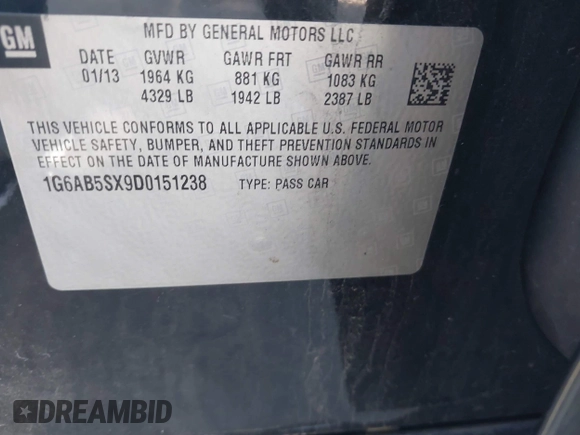 GM
MFD BY GENERAL MOTORS LLC
DATE GVWR GAWR FRT GAWR RR
01/13 1964 KG 881 KG 1083 KG
4329 LB 1942 LB 2387 LB
THIS VEHICLE CONFORMS TO ALL APPLICABLE U.S. FEDERAL MOTOR
VEHICLE SAFETY, BUMPER, AND THEFT PREVENTION STANDARDS IN
EFFECT ON THE DATE OF MANUFACTURE SHOWN ABOVE.
1G6AB5SX9D0151238 TYPE: PASS CAR
DREAMBID